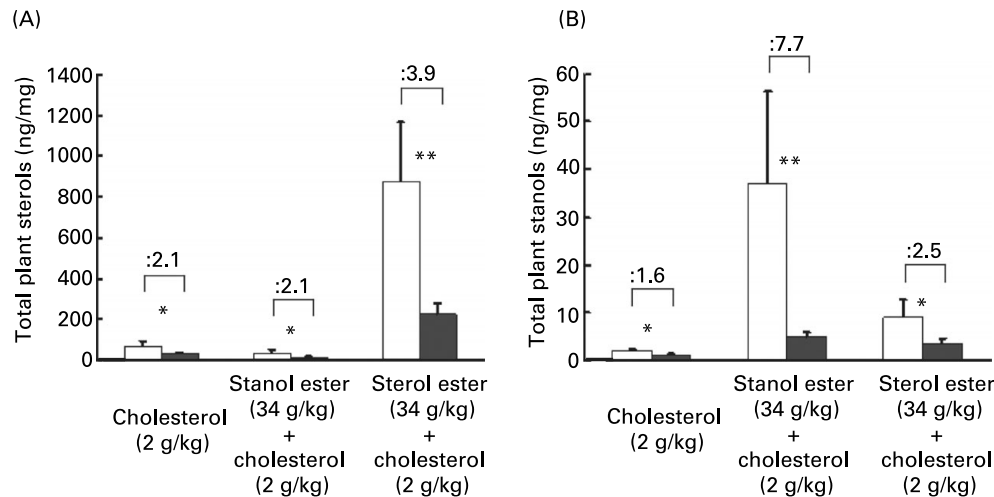 (A)
Total plant sterols (ng/mg)
1400
1200
1000
800
600
400
200
0
:2.1
*
:2.1
*
:3.9
**
Cholesterol
(2 g/kg)
Stanol ester
(34 g/kg)
+
cholesterol
(2 g/kg)
Sterol ester
(34 g/kg)
+
cholesterol
(2 g/kg)
(B)
Total plant stanols (ng/mg)
60
50
40
30
20
10
0
:1.6
*
:7.7
**
:2.5
*
Cholesterol
(2 g/kg)
Stanol ester
(34 g/kg)
+
cholesterol
(2 g/kg)
Sterol ester
(34 g/kg)
+
cholesterol
(2 g/kg)